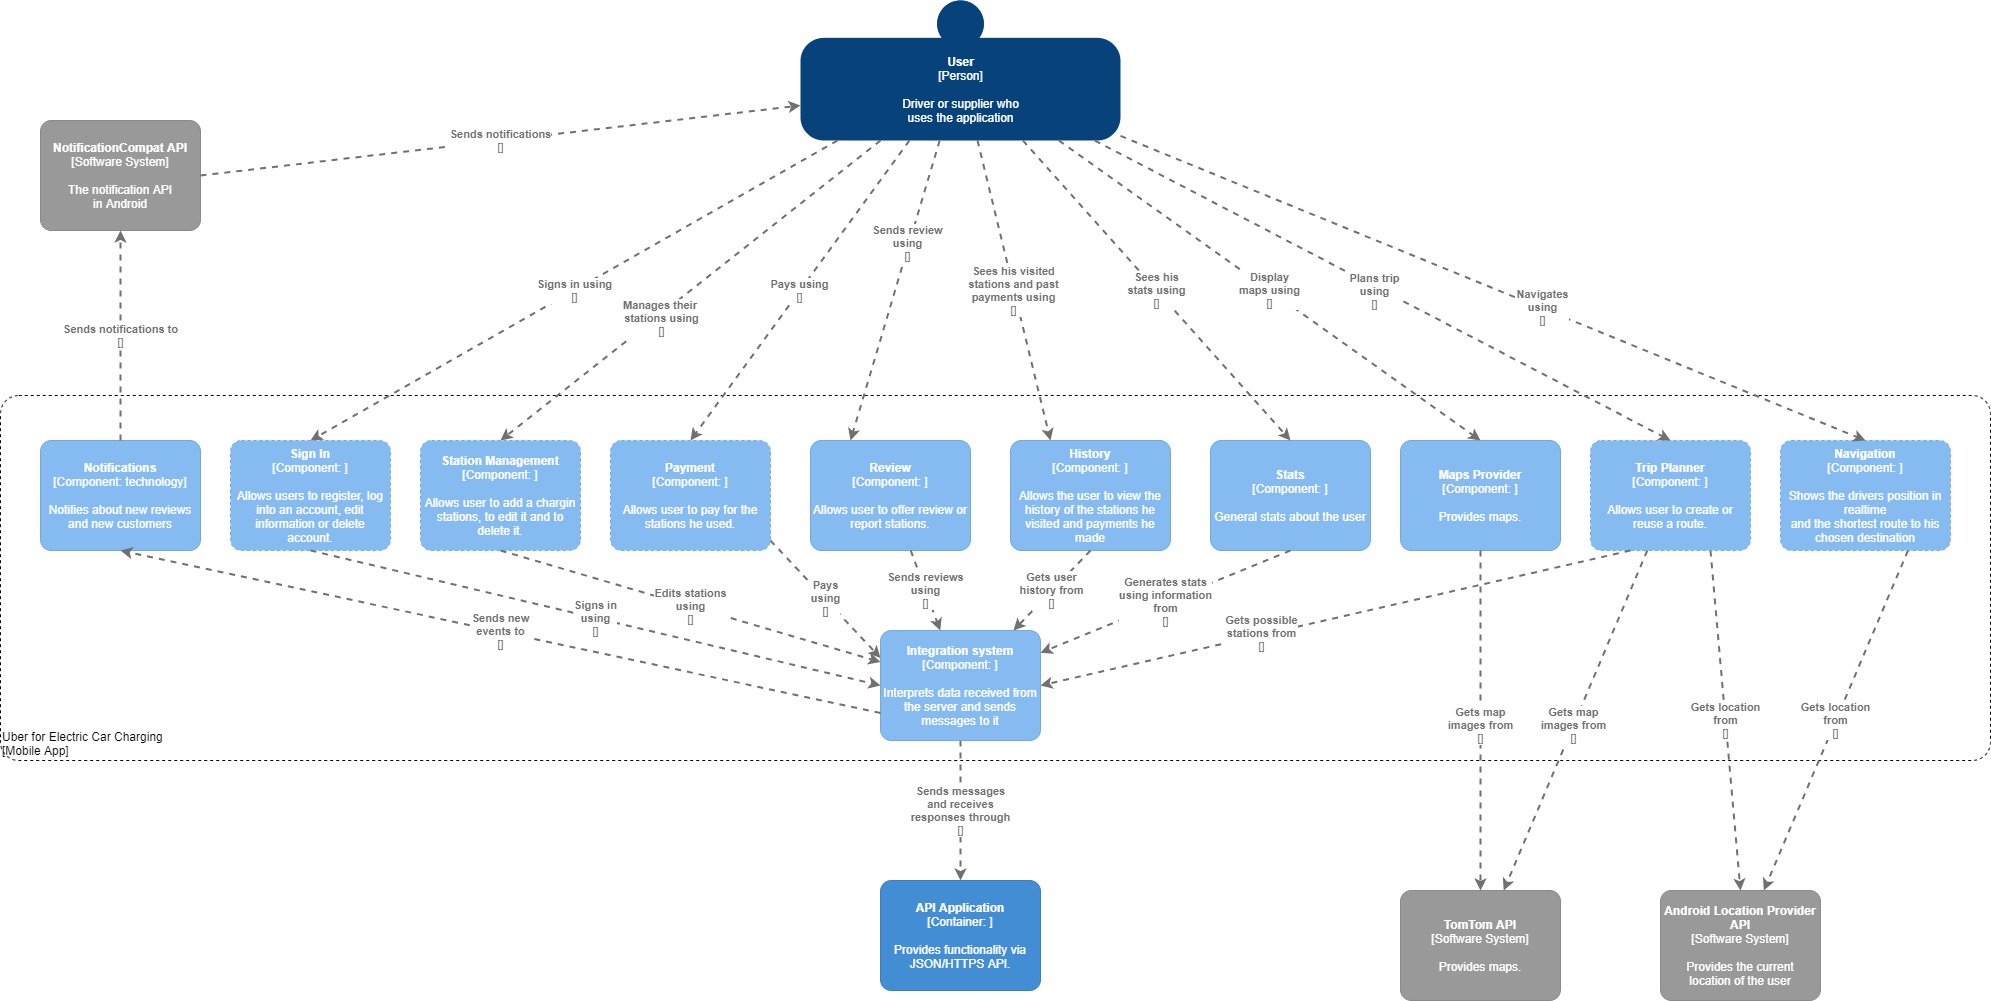 User
[Person]
Driver or supplier who
uses the application
NotificationCompat API
[Software System]
The notification API
in Android
Sends notifications
[]
Sends notifications to
[]
Signs in using
[]
Manages their
stations using
[]
Pays using
[]
Sends review
using
[]
Sees his visited
stations and past
payments using
[]
Sees his
stats using
[]
Display
maps using
[]
Plans trip
using
[]
Navigates
using
[]
Notifications
[Component: technology]
Notifies about new reviews
and new customers
Sign In
[Component: ]
Allows users to register, log
into an account, edit
information or delete
account.
Station Management
[Component: ]
Allows user to add a chargin
stations, to edit it and to
delete it.
Payment
[Component: ]
Allows user to pay for the
stations he used.
Review
[Component: ]
Allows user to offer review or
report stations.
History
[Component: ]
Allows the user to view the
history of the stations he
visited and payments he
made
Stats
[Component: ]
General stats about the user
Maps Provider
[Component: ]
Provides maps.
Trip Planner
[Component: ]
Allows user to create or
reuse a route.
Navigation
[Component: ]
Shows the drivers position in
realtime
and the shortest route to his
chosen destination
Sends new
events to
[]
Signs in
using
[]
Edits stations
using
[]
Pays
using
[]
Sends reviews
using
[]
Gets user
history from
[]
Generates stats
using information
from
[]
Gets possible
stations from
[]
Integration system
[Component: ]
Interprets data received from
the server and sends
messages to it
Gets map
images from
[]
Gets map
images from
[]
Gets location
from
[]
Gets location
from
[]
Uber for Electric Car Charging
[Mobile App]
Sends messages
and receives
responses through
[]
API Application
[Container: ]
Provides functionality via
JSON/HTTPS API.
TomTom API
[Software System]
Provides maps.
Android Location Provider
API
[Software System]
Provides the current
location of the user